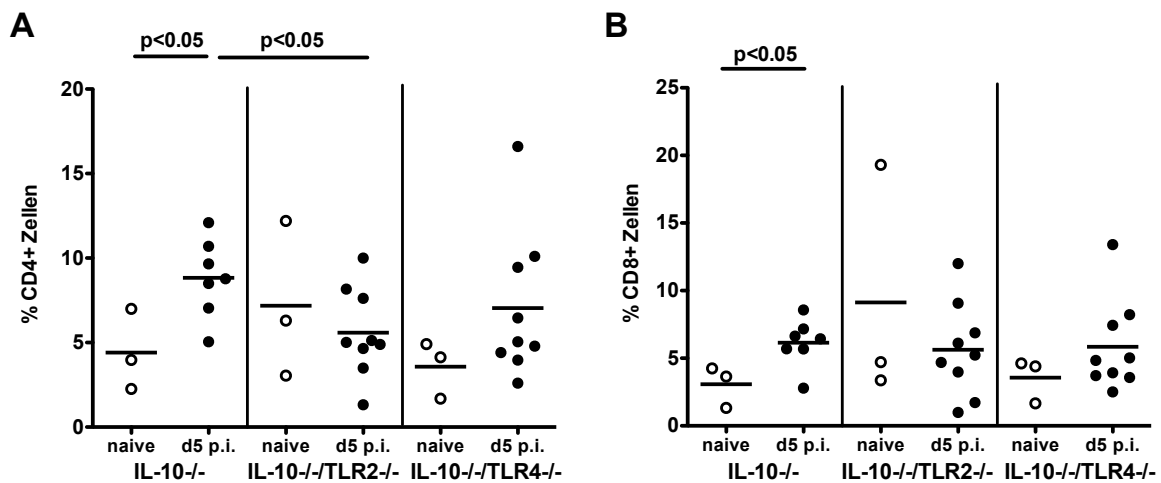 A
p<0.05
p<0.05
% CD4+ Zellen
20
15
10
5
0
naive
d5 p.i.
naive
d5 p.i.
naive
d5 p.i.
IL-10-/-
IL-10-/-/TLR2-/-
IL-10-/-/TLR4-/-
B
p<0.05
% CD8+ Zellen
25
20
15
10
5
0
naive
d5 p.i.
naive
d5 p.i.
naive
d5 p.i.
IL-10-/-
IL-10-/-/TLR2-/-
IL-10-/-/TLR4-/-